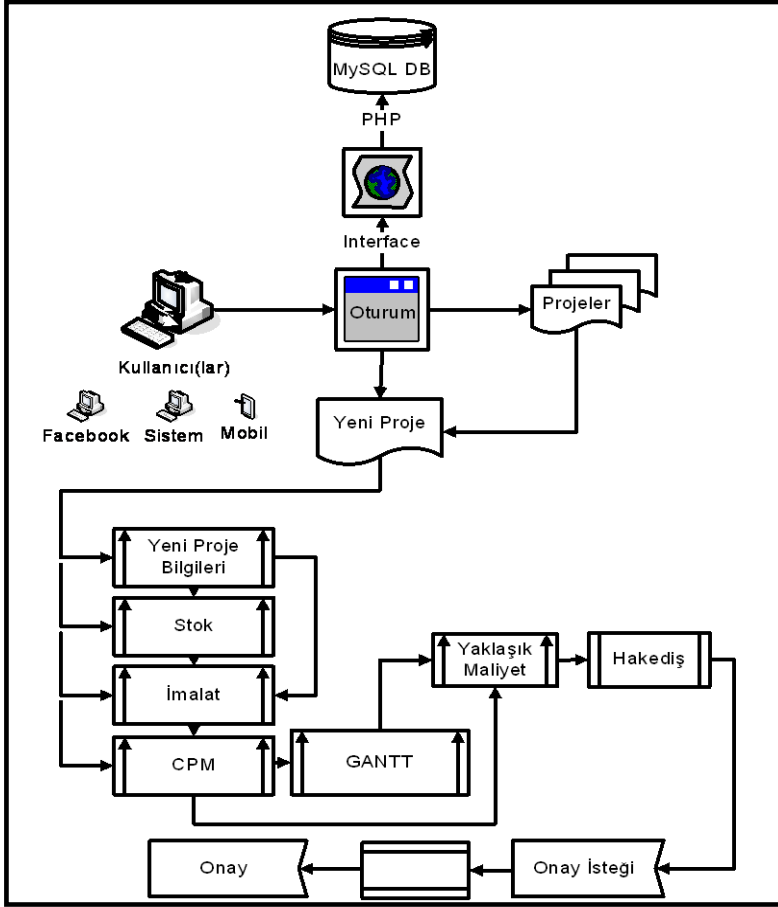 MySQL DB
PHP
Interface
Oturum
Projeler
Kullanıcı(lar)
Facebook
Sistem
Mobil
Yeni Proje
Yeni Proje
Bilgileri
Stok
İmalat
CPM
GANTT
Yaklaşık
Maliyet
Hakediş
Onay
Onay İsteği